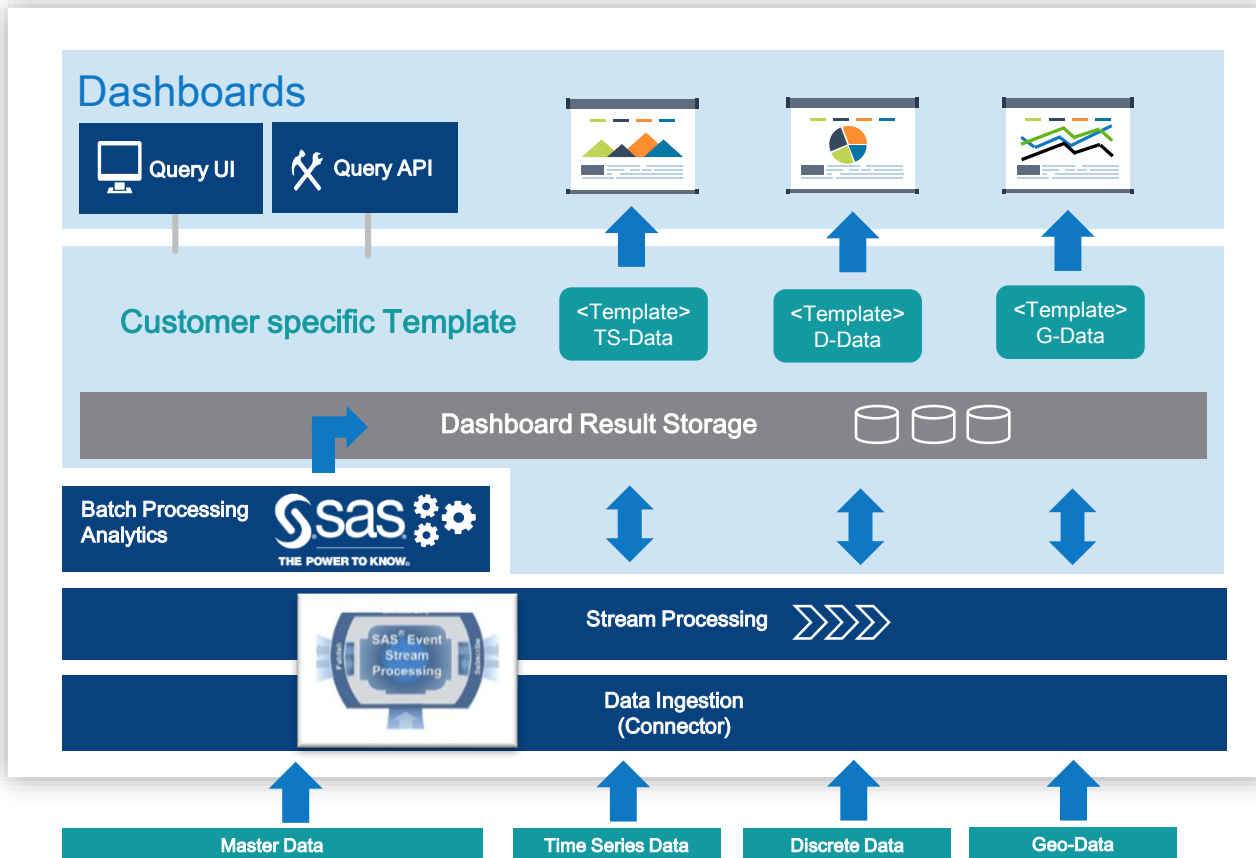 Dashboards
Query UI
Query API
Customer specific Template
<Template>
TS-Data
<Template>
D-Data
<Template>
G-Data
Dashboard Result Storage
Batch Processing
Analytics
sas
THE POWER TO KNOW®
Stream Processing
SAS® Event
Stream
Processing
Publish
Subscribe
Data Ingestion
(Connector)
Master Data
Time Series Data
Discrete Data
Geo-Data